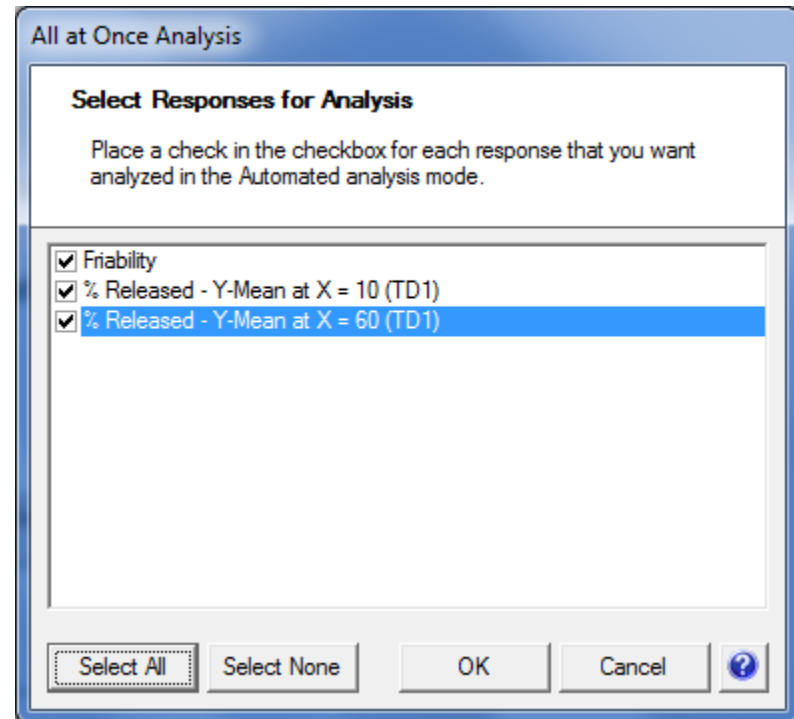 All at Once Analysis
Select Responses for Analysis
Place a check in the checkbox for each response that you want
analyzed in the Automated analysis mode.
Friability
% Released - Y-Mean at X = 10 (TD1)
% Released - Y-Mean at X = 60 (TD1)
Select All
Select None
OK
Cancel
?